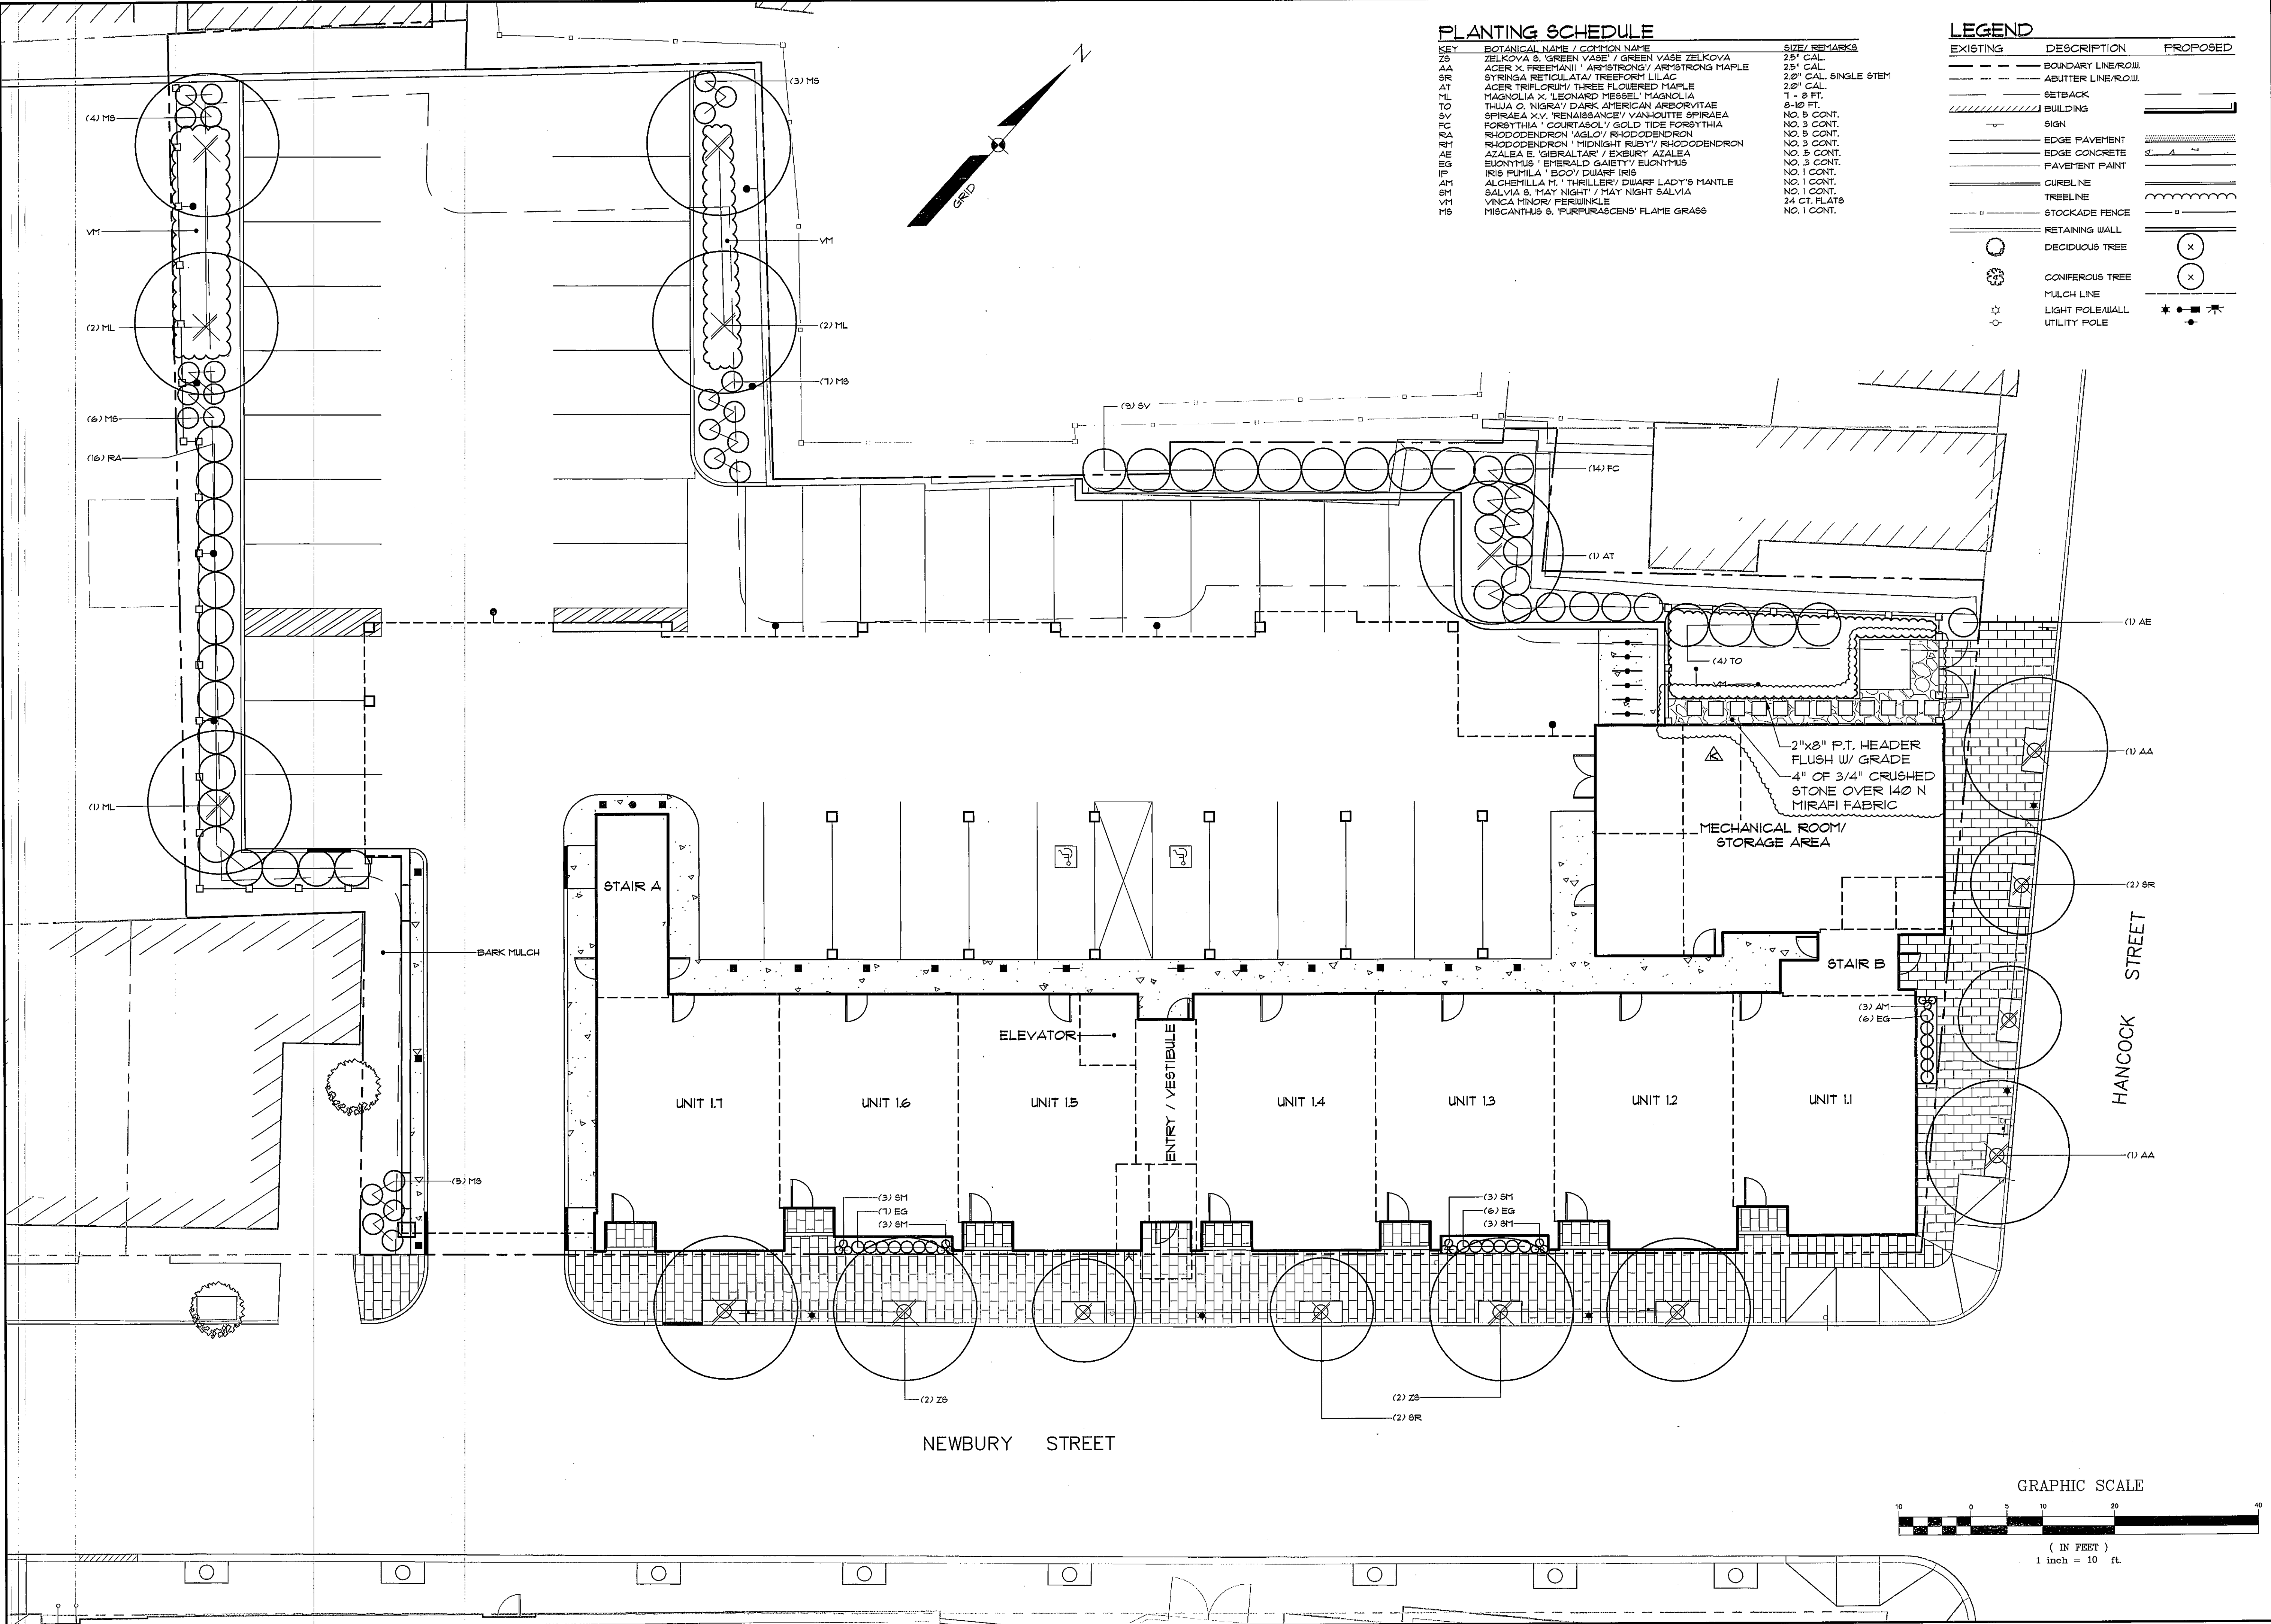 PLANTING SCHEDULE
KEY BOTANICAL NAME / COMMON NAME SIZE/ REMARKS
ZS ZELKOVA S. 'GREEN VASE' / GREEN VASE ZELKOVA 2.5" CAL.
AA ACER X. FREEMANII ' ARMSTRONG'/ ARMSTRONG MAPLE 2.5" CAL.
SR SYRINGA RETICULATA/ TREEFORM LILAC 2.0" CAL. SINGLE STEM
AT ACER TRIFLORUM/ THREE FLOWERED MAPLE 2.0" CAL.
ML MAGNOLIA X. 'LEONARD MESSEL' MAGNOLIA 7 - 8 FT.
TO THUJA O. 'NIGRA'/ DARK AMERICAN ARBORVITAE 8-10 FT.
SV SPIRAEA X.V. 'RENAISSANCE'/ VANHOUTTE SPIRAEA NO. 5 CONT.
FC FORSYTHIA ' COURTASOL'/ GOLD TIDE FORSYTHIA NO. 3 CONT.
RA RHODODENDRON 'AGLO'/ RHODODENDRON NO. 5 CONT.
RM RHODODENDRON ' MIDNIGHT RUBY'/ RHODODENDRON NO. 3 CONT.
AE AZALEA E. 'GIBRALTAR' / EXBURY AZALEA NO. 5 CONT.
EG EUONYMUS ' EMERALD GAIETY'/ EUONYMUS NO. 3 CONT.
IP IRIS PUMILA ' BOO'/ DWARF IRIS NO. 1 CONT.
AM ALCHEMILLA M. ' THRILLER'/ DWARF LADY'S MANTLE NO. 1 CONT.
SM SALVIA S. 'MAY NIGHT' / MAY NIGHT SALVIA NO. 1 CONT.
VM VINCA MINOR/ PERIWINKLE 24 CT. FLATS
MS MISCANTHUS S. 'PURPURASCENS' FLAME GRASS NO. 1 CONT.
LEGEND
EXISTING DESCRIPTION PROPOSED
BOUNDARY LINE/R.O.W.
ABUTTER LINE/R.O.W.
SETBACK
BUILDING
SIGN
EDGE PAVEMENT
EDGE CONCRETE
PAVEMENT PAINT
CURBLINE
TREELINE
STOCKADE FENCE
RETAINING WALL
DECIDUOUS TREE
CONIFEROUS TREE
MULCH LINE
LIGHT POLE/WALL
UTILITY POLE
N
GRID
(4) MS
(3) MS
VM
VM
(2) ML
(2) ML
(7) MS
(6) MS
(16) RA
(9) SV
(14) FC
(1) AT
(1) AE
(4) TO
VM
(1) AA
2"x8" P.T. HEADER
FLUSH W/ GRADE
4" OF 3/4" CRUSHED
STONE OVER 140 N
MIRAFI FABRIC
K
MECHANICAL ROOM/
STORAGE AREA
(1) ML
STAIR A
(2) SR
BARK MULCH
STAIR B
HANCOCK STREET
(3) AM
(6) EG
ELEVATOR
ENTRY / VESTIBULE
UNIT 1.7
UNIT 1.6
UNIT 1.5
UNIT 1.4
UNIT 1.3
UNIT 1.2
UNIT 1.1
(1) AA
(5) MS
(3) SM
(7) EG
(3) SM
(3) SM
(6) EG
(3) SM
(2) ZS
(2) ZS
(2) SR
NEWBURY STREET
GRAPHIC SCALE
10 0 5 10 20 40
( IN FEET )
1 inch = 10 ft.